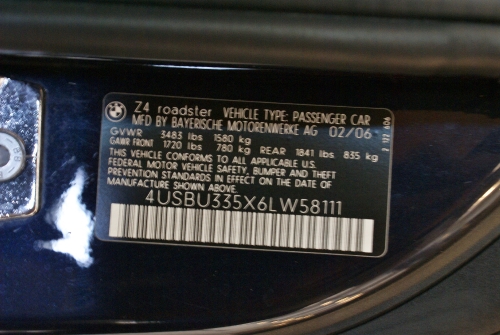 Z4 roadster VEHICLE TYPE: PASSENGER CAR
MFD BY BAYERISCHE MOTORENWERKE AG 02/06
GVWR 3483 lbs 1580 kg
GAWR FRONT 1720 lbs 780 kg REAR 1841 lbs 835 kg
THIS VEHICLE CONFORMS TO ALL APPLICABLE U.S.
FEDERAL MOTOR VEHICLE SAFETY, BUMPER AND THEFT
PREVENTION STANDARDS IN EFFECT ON THE DATE OF
MANUFACTURE SHOWN ABOVE.
4USBU335X6LW58111